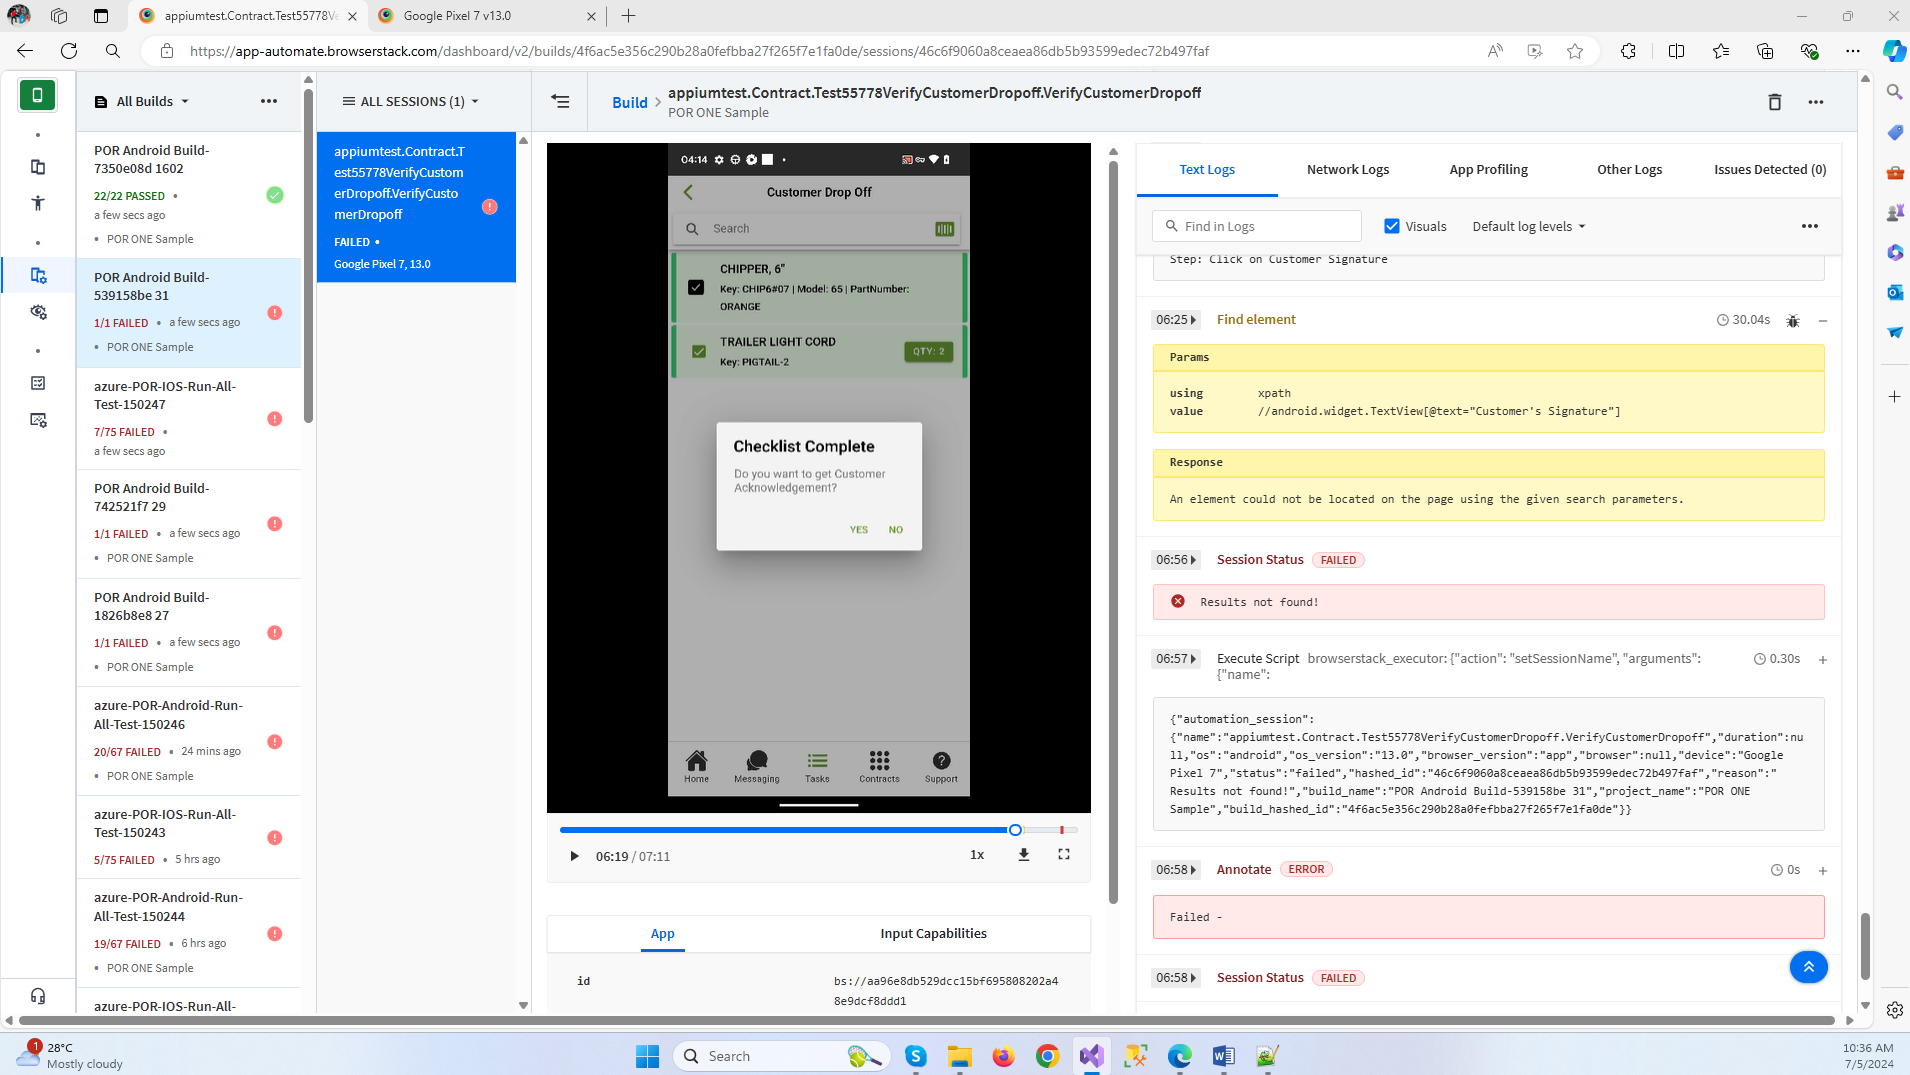 appiumtest.Contract.Test55778Ve
Google Pixel 7 v13.0
https://app-automate.browserstack.com/dashboard/v2/builds/4f6ac5e356c290b28a0fefbba27f265f7e1fa0de/sessions/46c6f9060a8ceaea86db5b93599edec72b497faf
All Builds
ALL SESSIONS (1)
Build
appiumtest.Contract.Test55778VerifyCustomerDropoff.VerifyCustomerDropoff
POR ONE Sample
POR Android Build-
7350e08d 1602
22/22 PASSED •
a few secs ago
• POR ONE Sample
POR Android Build-
539158be 31
1/1 FAILED • a few secs ago
• POR ONE Sample
azure-POR-IOS-Run-All-
Test-150247
7/75 FAILED •
a few secs ago
POR Android Build-
742521f7 29
1/1 FAILED • a few secs ago
• POR ONE Sample
POR Android Build-
1826b8e8 27
1/1 FAILED • a few secs ago
• POR ONE Sample
azure-POR-Android-Run-
All-Test-150246
20/67 FAILED • 24 mins ago
• POR ONE Sample
azure-POR-IOS-Run-All-
Test-150243
5/75 FAILED • 5 hrs ago
azure-POR-Android-Run-
All-Test-150244
19/67 FAILED • 6 hrs ago
• POR ONE Sample
azure-POR-IOS-Run-All-
appiumtest.Contract.T
est55778VerifyCustom
erDropoff.VerifyCusto
merDropoff
FAILED •
Google Pixel 7, 13.0
04:14
Customer Drop Off
Search
CHIPPER, 6"
Key: CHIP6#07 | Model: 65 | PartNumber:
ORANGE
TRAILER LIGHT CORD
Key: PIGTAIL-2
QTY: 2
Checklist Complete
Do you want to get Customer
Acknowledgement?
YES NO
Home Messaging Tasks Contracts Support
06:19 / 07:11
1x
App
Input Capabilities
id
bs://aa96e8db529dcc15bf695808202a4
8e9dcf8ddd1
Text Logs
Network Logs
App Profiling
Other Logs
Issues Detected (0)
Find in Logs
Visuals
Default log levels
Step: Click on Customer Signature
06:25 Find element 30.04s
Params
using xpath
value //android.widget.TextView[@text="Customer's Signature"]
Response
An element could not be located on the page using the given search parameters.
06:56 Session Status FAILED
Results not found!
06:57 Execute Script browserstack_executor: {"action": "setSessionName", "arguments": 0.30s
{"name":
{"automation_session":
{"name":"appiumtest.Contract.Test55778VerifyCustomerDropoff.VerifyCustomerDropoff","duration":nu
ll,"os":"android","os_version":"13.0","browser_version":"app","browser":null,"device":"Google
Pixel 7","status":"failed","hashed_id":"46c6f9060a8ceaea86db5b93599edec72b497faf","reason":"
Results not found!","build_name":"POR Android Build-539158be 31","project_name":"POR ONE
Sample","build_hashed_id":"4f6ac5e356c290b28a0fefbba27f265f7e1fa0de"}}
06:58 Annotate ERROR 0s
Failed -
06:58 Session Status FAILED
1
28°C
Mostly cloudy
Search
10:36 AM
7/5/2024